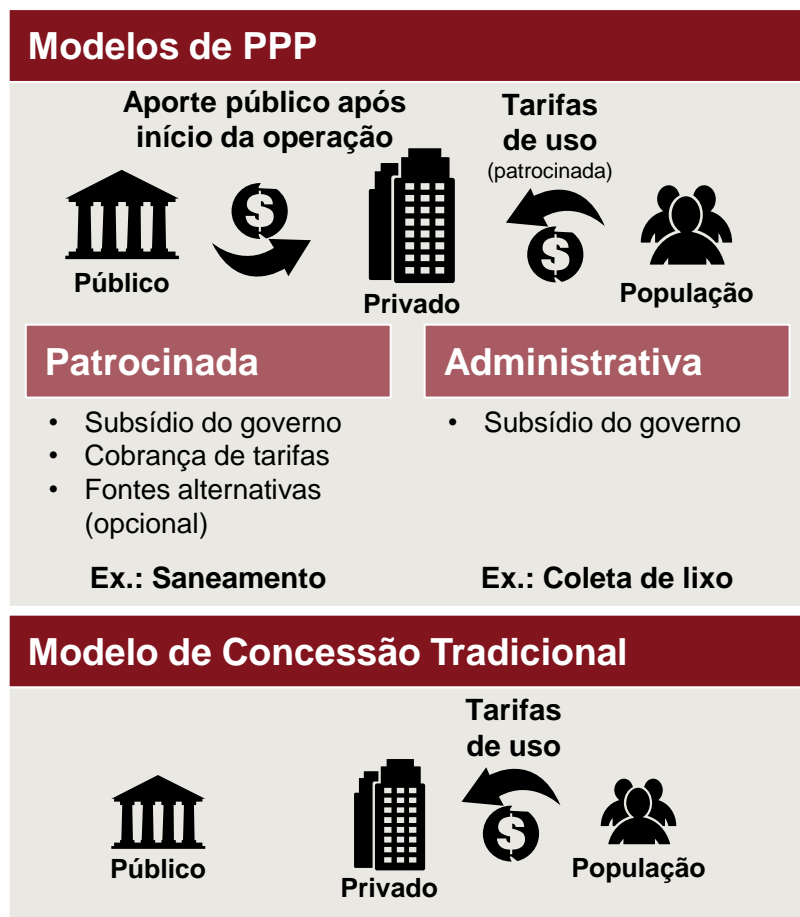 Modelos de PPP
Aporte público após
início da operação
Tarifas
de uso
(patrocinada)
$
$
Público
Privado
População
Patrocinada
• Subsídio do governo
• Cobrança de tarifas
• Fontes alternativas
(opcional)
Ex.: Saneamento
Administrativa
• Subsídio do governo
Ex.: Coleta de lixo
Modelo de Concessão Tradicional
Tarifas
de uso
$
Público
Privado
População